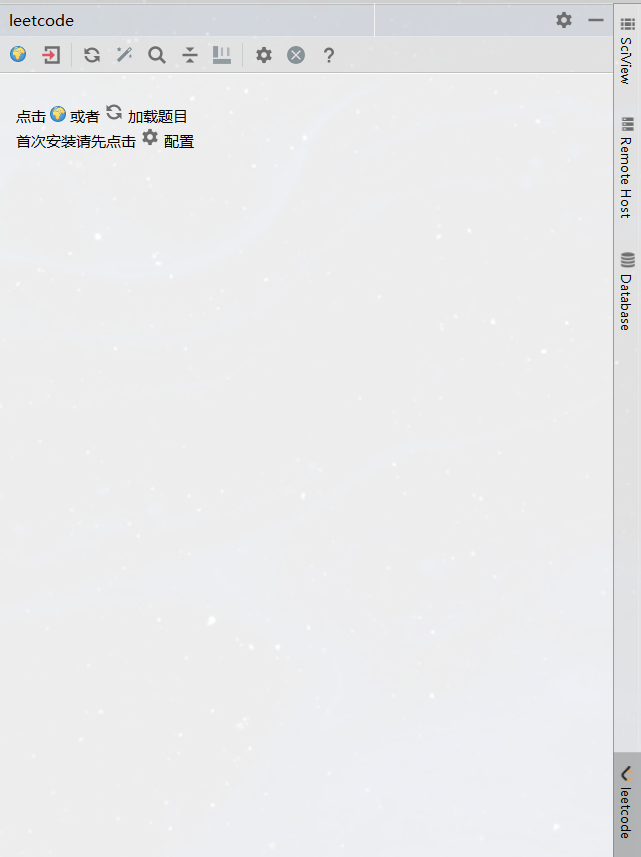 leetcode
点击 或者 加载题目
首次安装请先点击 配置
SciView
Remote Host
Database
leetcode